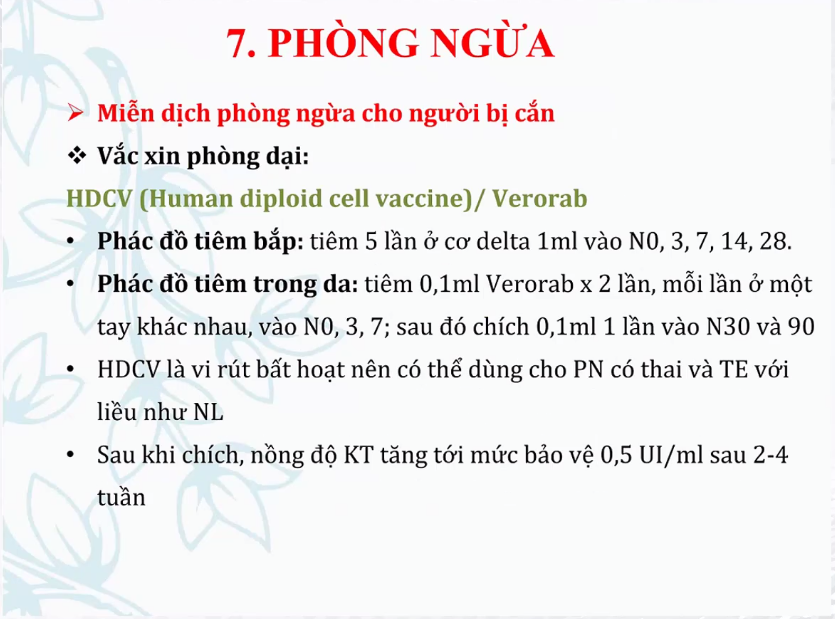 7. PHÒNG NGỪA
➢ Miễn dịch phòng ngừa cho người bị cắn
❖ Vắc xin phòng dại:
HDCV (Human diploid cell vaccine)/ Verorab
• Phác đồ tiêm bắp: tiêm 5 lần ở cơ delta 1ml vào N0, 3, 7, 14, 28.
• Phác đồ tiêm trong da: tiêm 0,1ml Verorab x 2 lần, mỗi lần ở một
tay khác nhau, vào N0, 3, 7; sau đó chích 0,1ml 1 lần vào N30 và 90
• HDCV là vi rút bất hoạt nên có thể dùng cho PN có thai và TE với
liều như NL
• Sau khi chích, nồng độ KT tăng tới mức bảo vệ 0,5 UI/ml sau 2-4
tuần